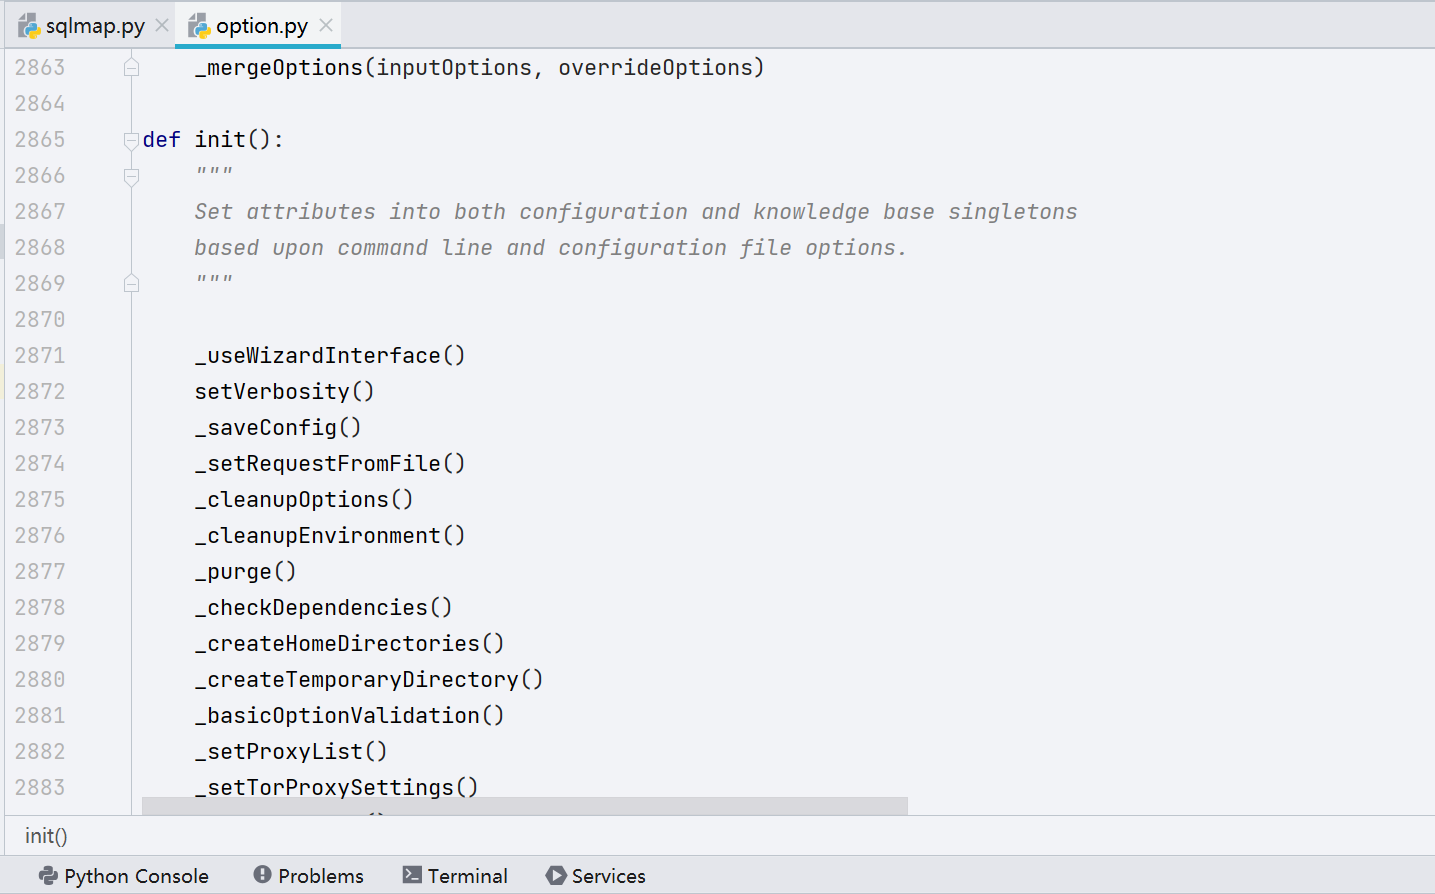 sqlmap.py
option.py
2863 _mergeOptions(inputOptions, overrideOptions)
2864
2865 def init():
2866 """
2867 Set attributes into both configuration and knowledge base singletons
2868 based upon command line and configuration file options.
2869 """
2870
2871 _useWizardInterface()
2872 setVerbosity()
2873 _saveConfig()
2874 _setRequestFromFile()
2875 _cleanupOptions()
2876 _cleanupEnvironment()
2877 _purge()
2878 _checkDependencies()
2879 _createHomeDirectories()
2880 _createTemporaryDirectory()
2881 _basicOptionValidation()
2882 _setProxyList()
2883 _setTorProxySettings()
init()
Python Console Problems Terminal Services